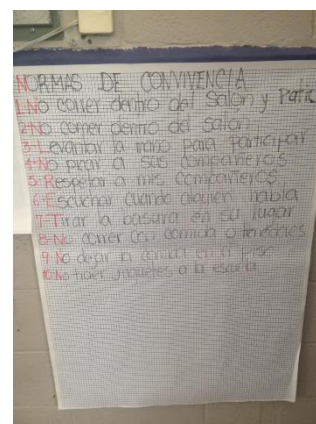 NORMAS DE CONVIVENCIA
1-No correr dentro del Salon y Patio
2-No comer dentro del Salon
3-Levantar la mano para Participar
4-No picar a sus compañeros
5-Respetar a mis compañeros
6-Escuchar cuando alguien habla
7-Tirar la basura en su lugar
8-No correr con comida o tenedores
9-No dejar la comida en el Piso
10-No traer juguetes a la escuela